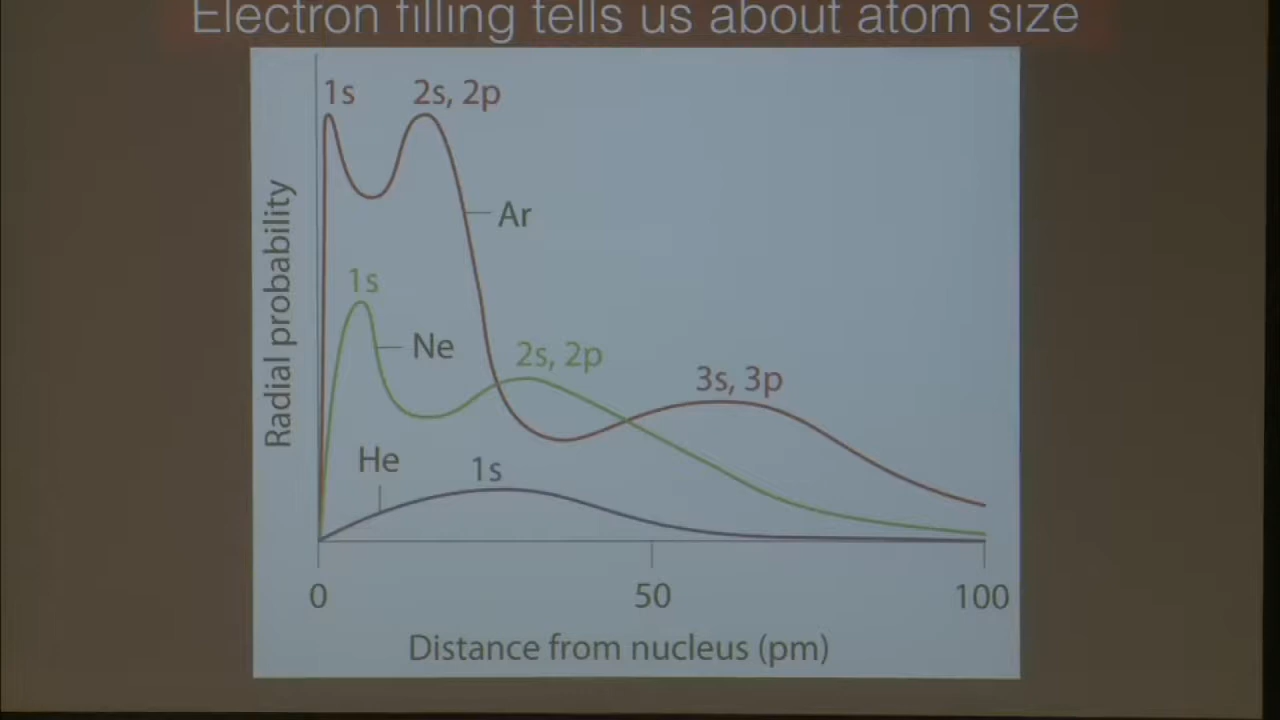 Electron filling tells us about atom size
1s
2s, 2p
Ar
1s
Ne
2s, 2p
3s, 3p
He
1s
Radial probability
0
50
100
Distance from nucleus (pm)